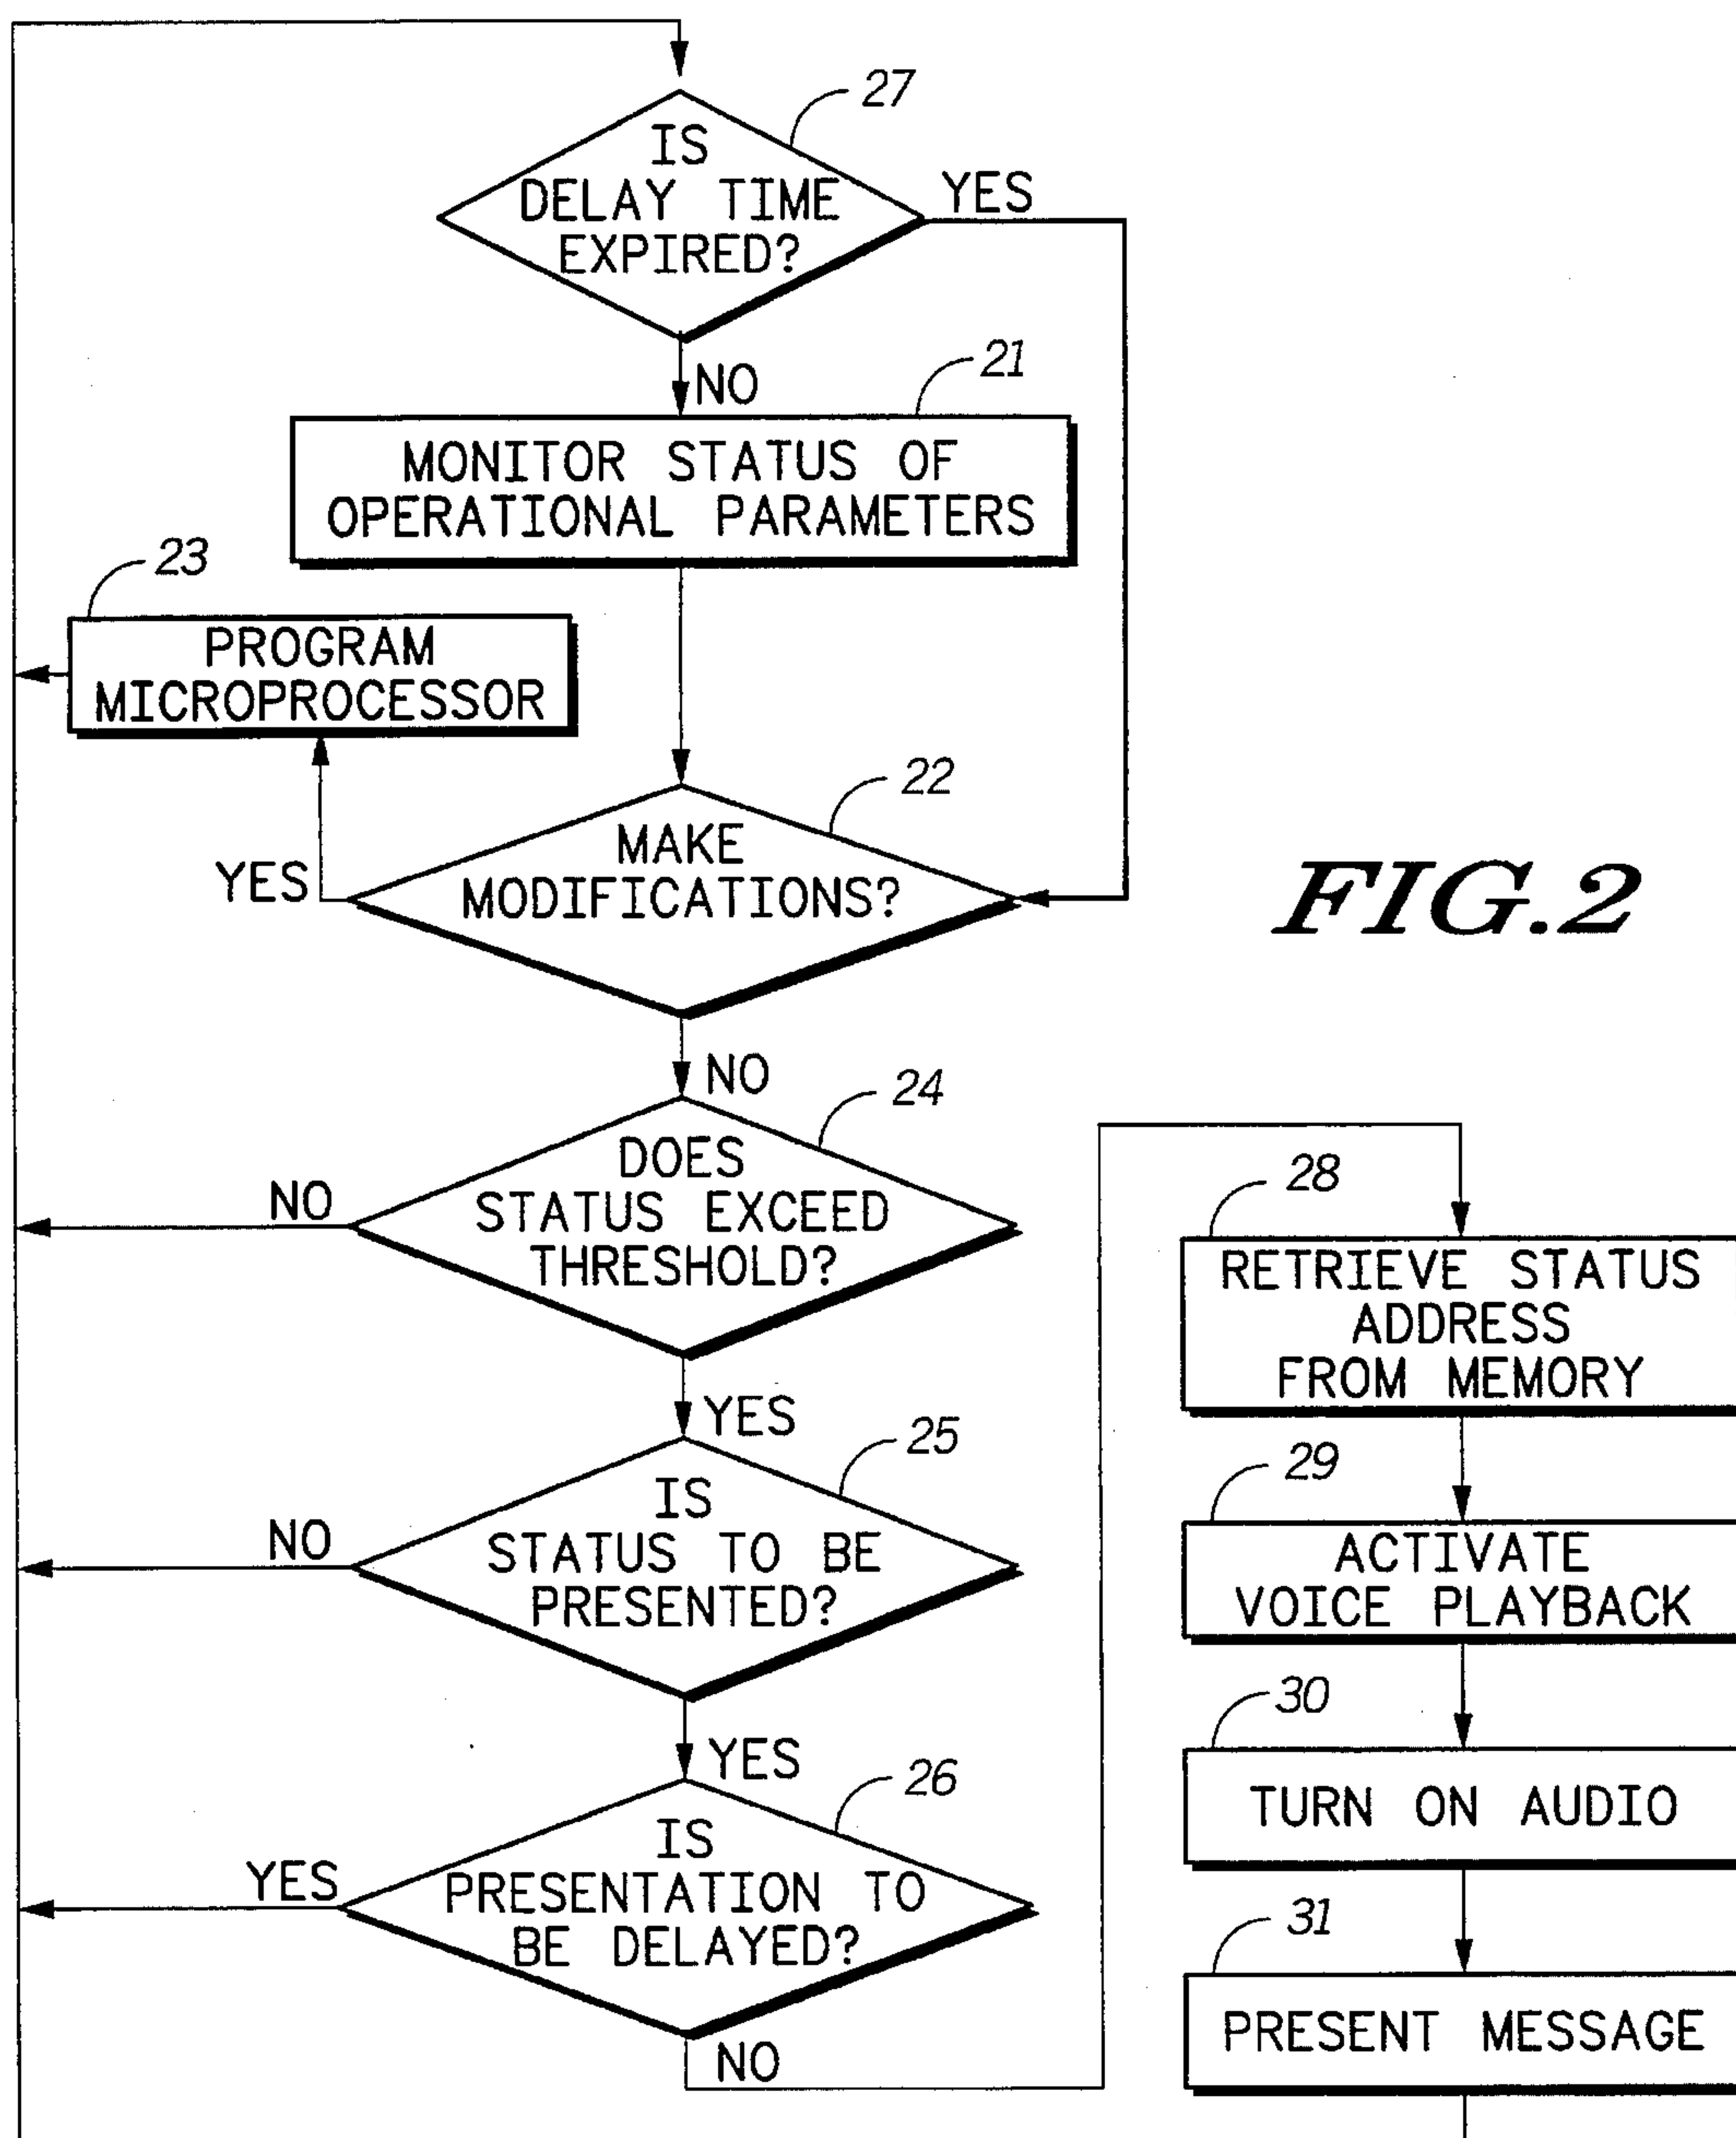 27
IS
DELAY TIME
EXPIRED?
YES
NO
21
MONITOR STATUS OF
OPERATIONAL PARAMETERS
23
PROGRAM
MICROPROCESSOR
22
MAKE
MODIFICATIONS?
YES
FIG.2
NO
24
DOES
STATUS EXCEED
THRESHOLD?
NO
YES
25
IS
STATUS TO BE
PRESENTED?
NO
YES
26
IS
PRESENTATION TO
BE DELAYED?
YES
NO
28
RETRIEVE STATUS
ADDRESS
FROM MEMORY
29
ACTIVATE
VOICE PLAYBACK
30
TURN ON AUDIO
31
PRESENT MESSAGE